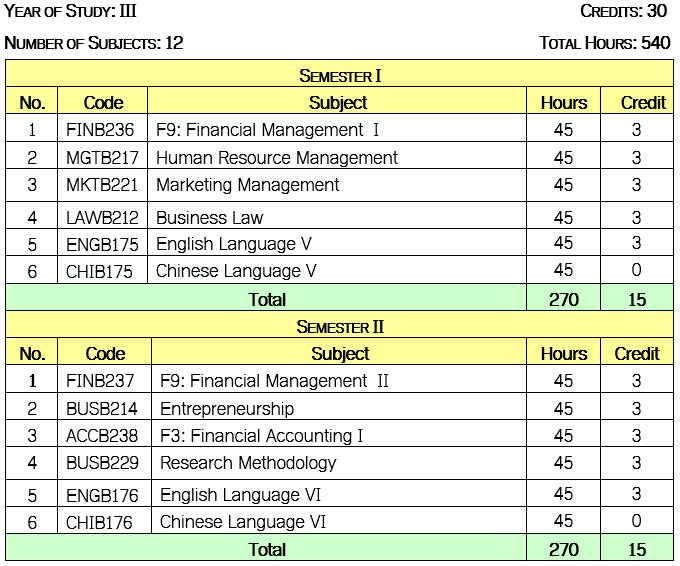 YEAR OF STUDY: III CREDITS: 30
NUMBER OF SUBJECTS: 12 TOTAL HOURS: 540
SEMESTER I
No. Code Subject Hours Credit
1 FINB236 F9: Financial Management I 45 3
2 MGTB217 Human Resource Management 45 3
3 MKTB221 Marketing Management 45 3
4 LAWB212 Business Law 45 3
5 ENGB175 English Language V 45 3
6 CHIB175 Chinese Language V 45 0
Total 270 15
SEMESTER II
No. Code Subject Hours Credit
1 FINB237 F9: Financial Management II 45 3
2 BUSB214 Entrepreneurship 45 3
3 ACCB238 F3: Financial Accounting I 45 3
4 BUSB229 Research Methodology 45 3
5 ENGB176 English Language VI 45 3
6 CHIB176 Chinese Language VI 45 0
Total 270 15